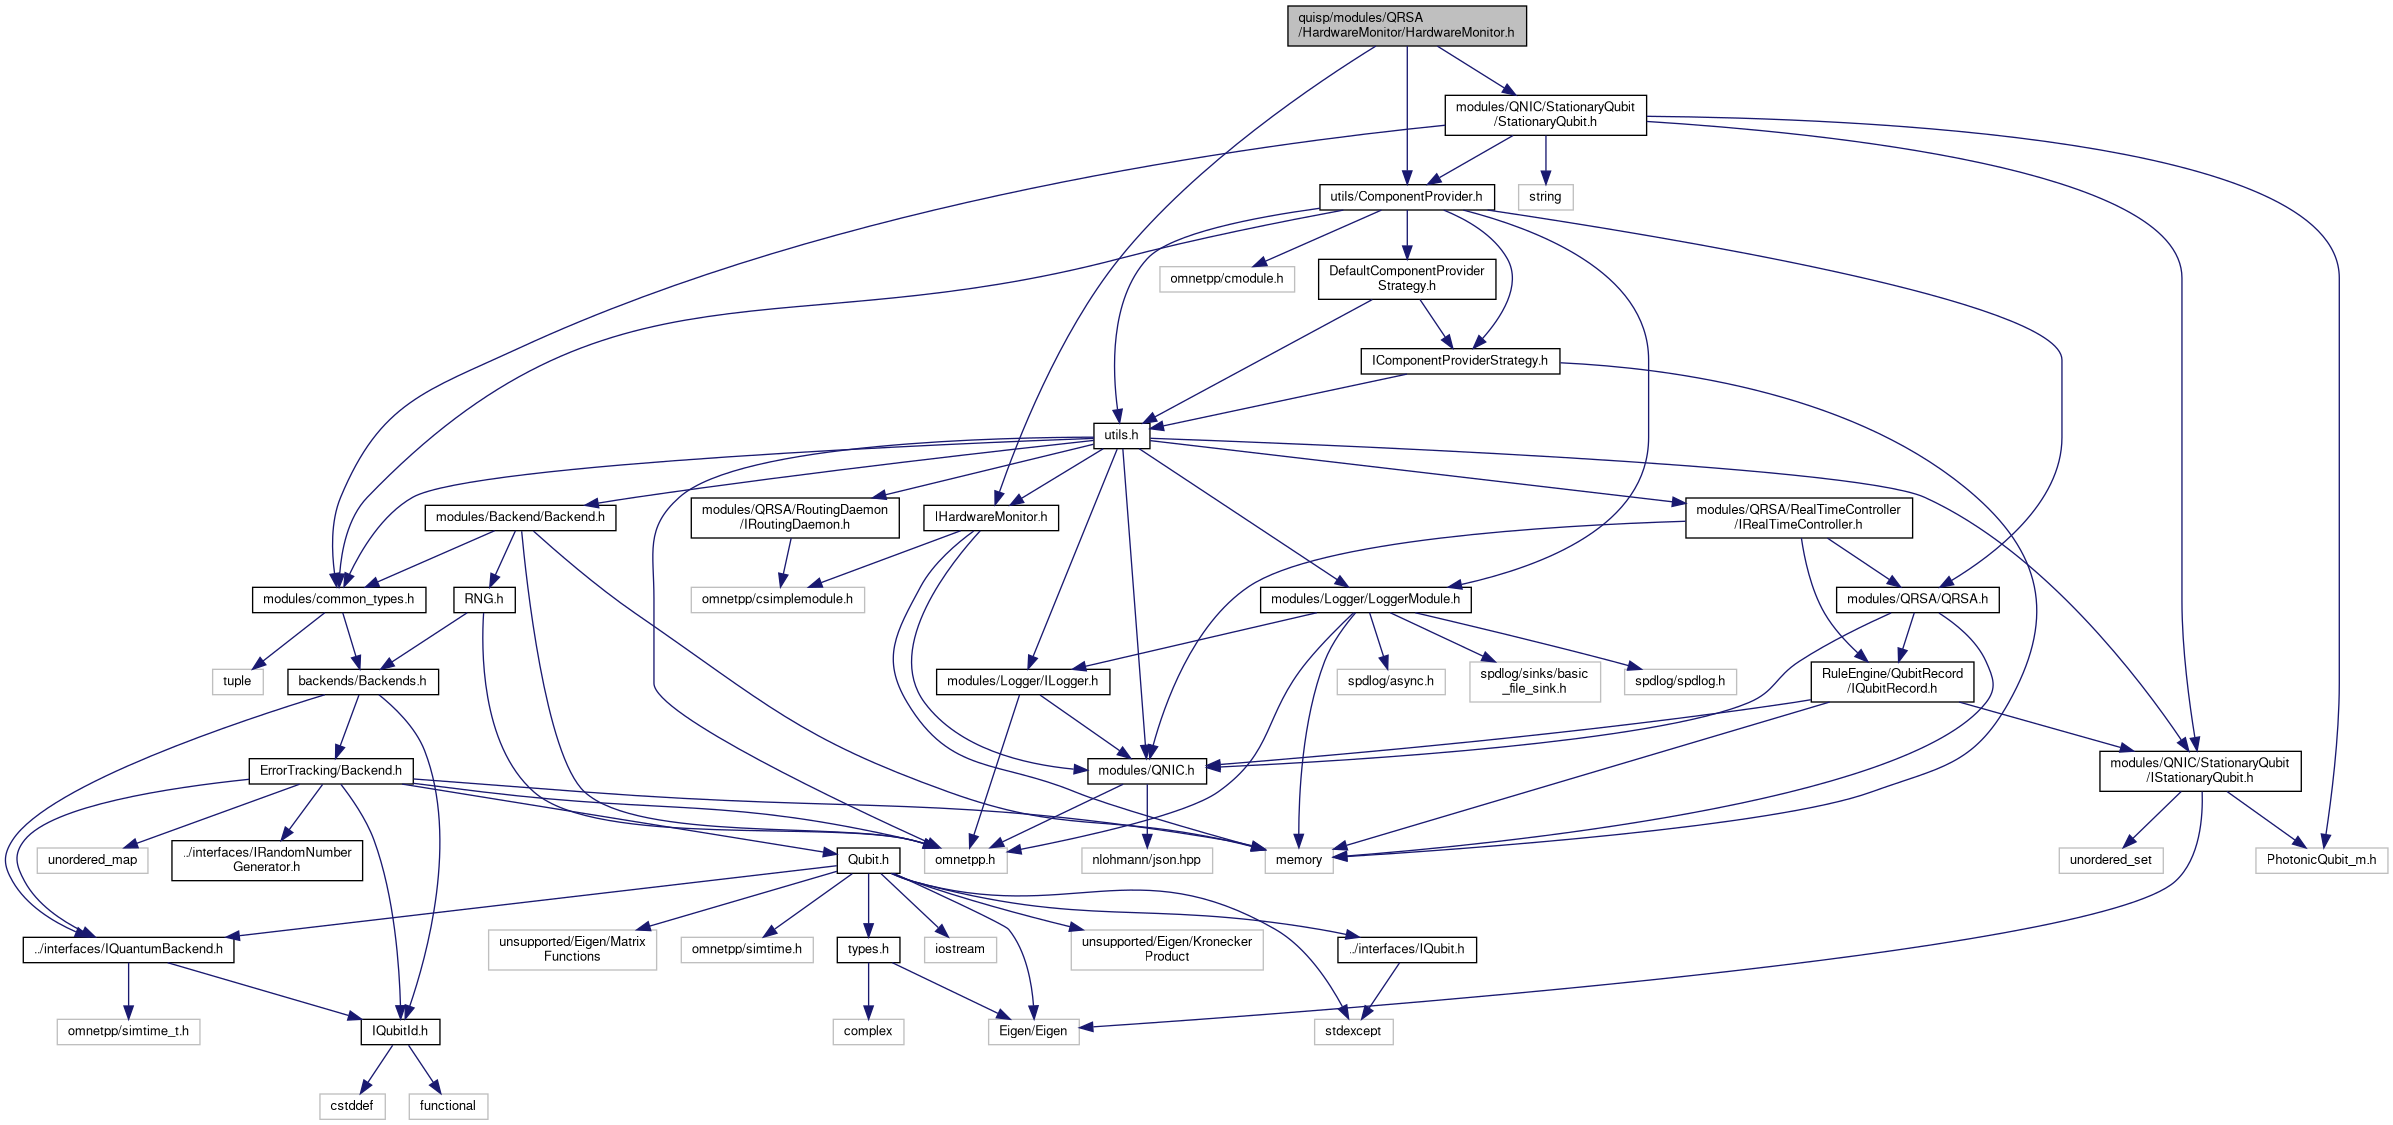 quisp/modules/QRSA
/HardwareMonitor/HardwareMonitor.h
modules/QNIC/StationaryQubit
/StationaryQubit.h
utils/ComponentProvider.h
string
omnetpp/cmodule.h
DefaultComponentProvider
Strategy.h
IComponentProviderStrategy.h
utils.h
modules/Backend/Backend.h
modules/QRSA/RoutingDaemon
/IRoutingDaemon.h
IHardwareMonitor.h
modules/QRSA/RealTimeController
/IRealTimeController.h
modules/common_types.h
RNG.h
omnetpp/csimplemodule.h
modules/Logger/LoggerModule.h
modules/QRSA/QRSA.h
tuple
backends/Backends.h
modules/Logger/ILogger.h
spdlog/async.h
spdlog/sinks/basic
_file_sink.h
spdlog/spdlog.h
RuleEngine/QubitRecord
/IQubitRecord.h
ErrorTracking/Backend.h
modules/QNIC.h
modules/QNIC/StationaryQubit
/IStationaryQubit.h
unordered_map
../interfaces/IRandomNumber
Generator.h
Qubit.h
omnetpp.h
nlohmann/json.hpp
memory
unordered_set
PhotonicQubit_m.h
../interfaces/IQuantumBackend.h
unsupported/Eigen/Matrix
Functions
omnetpp/simtime.h
types.h
iostream
unsupported/Eigen/Kronecker
Product
../interfaces/IQubit.h
omnetpp/simtime_t.h
IQubitId.h
complex
Eigen/Eigen
stdexcept
cstddef
functional